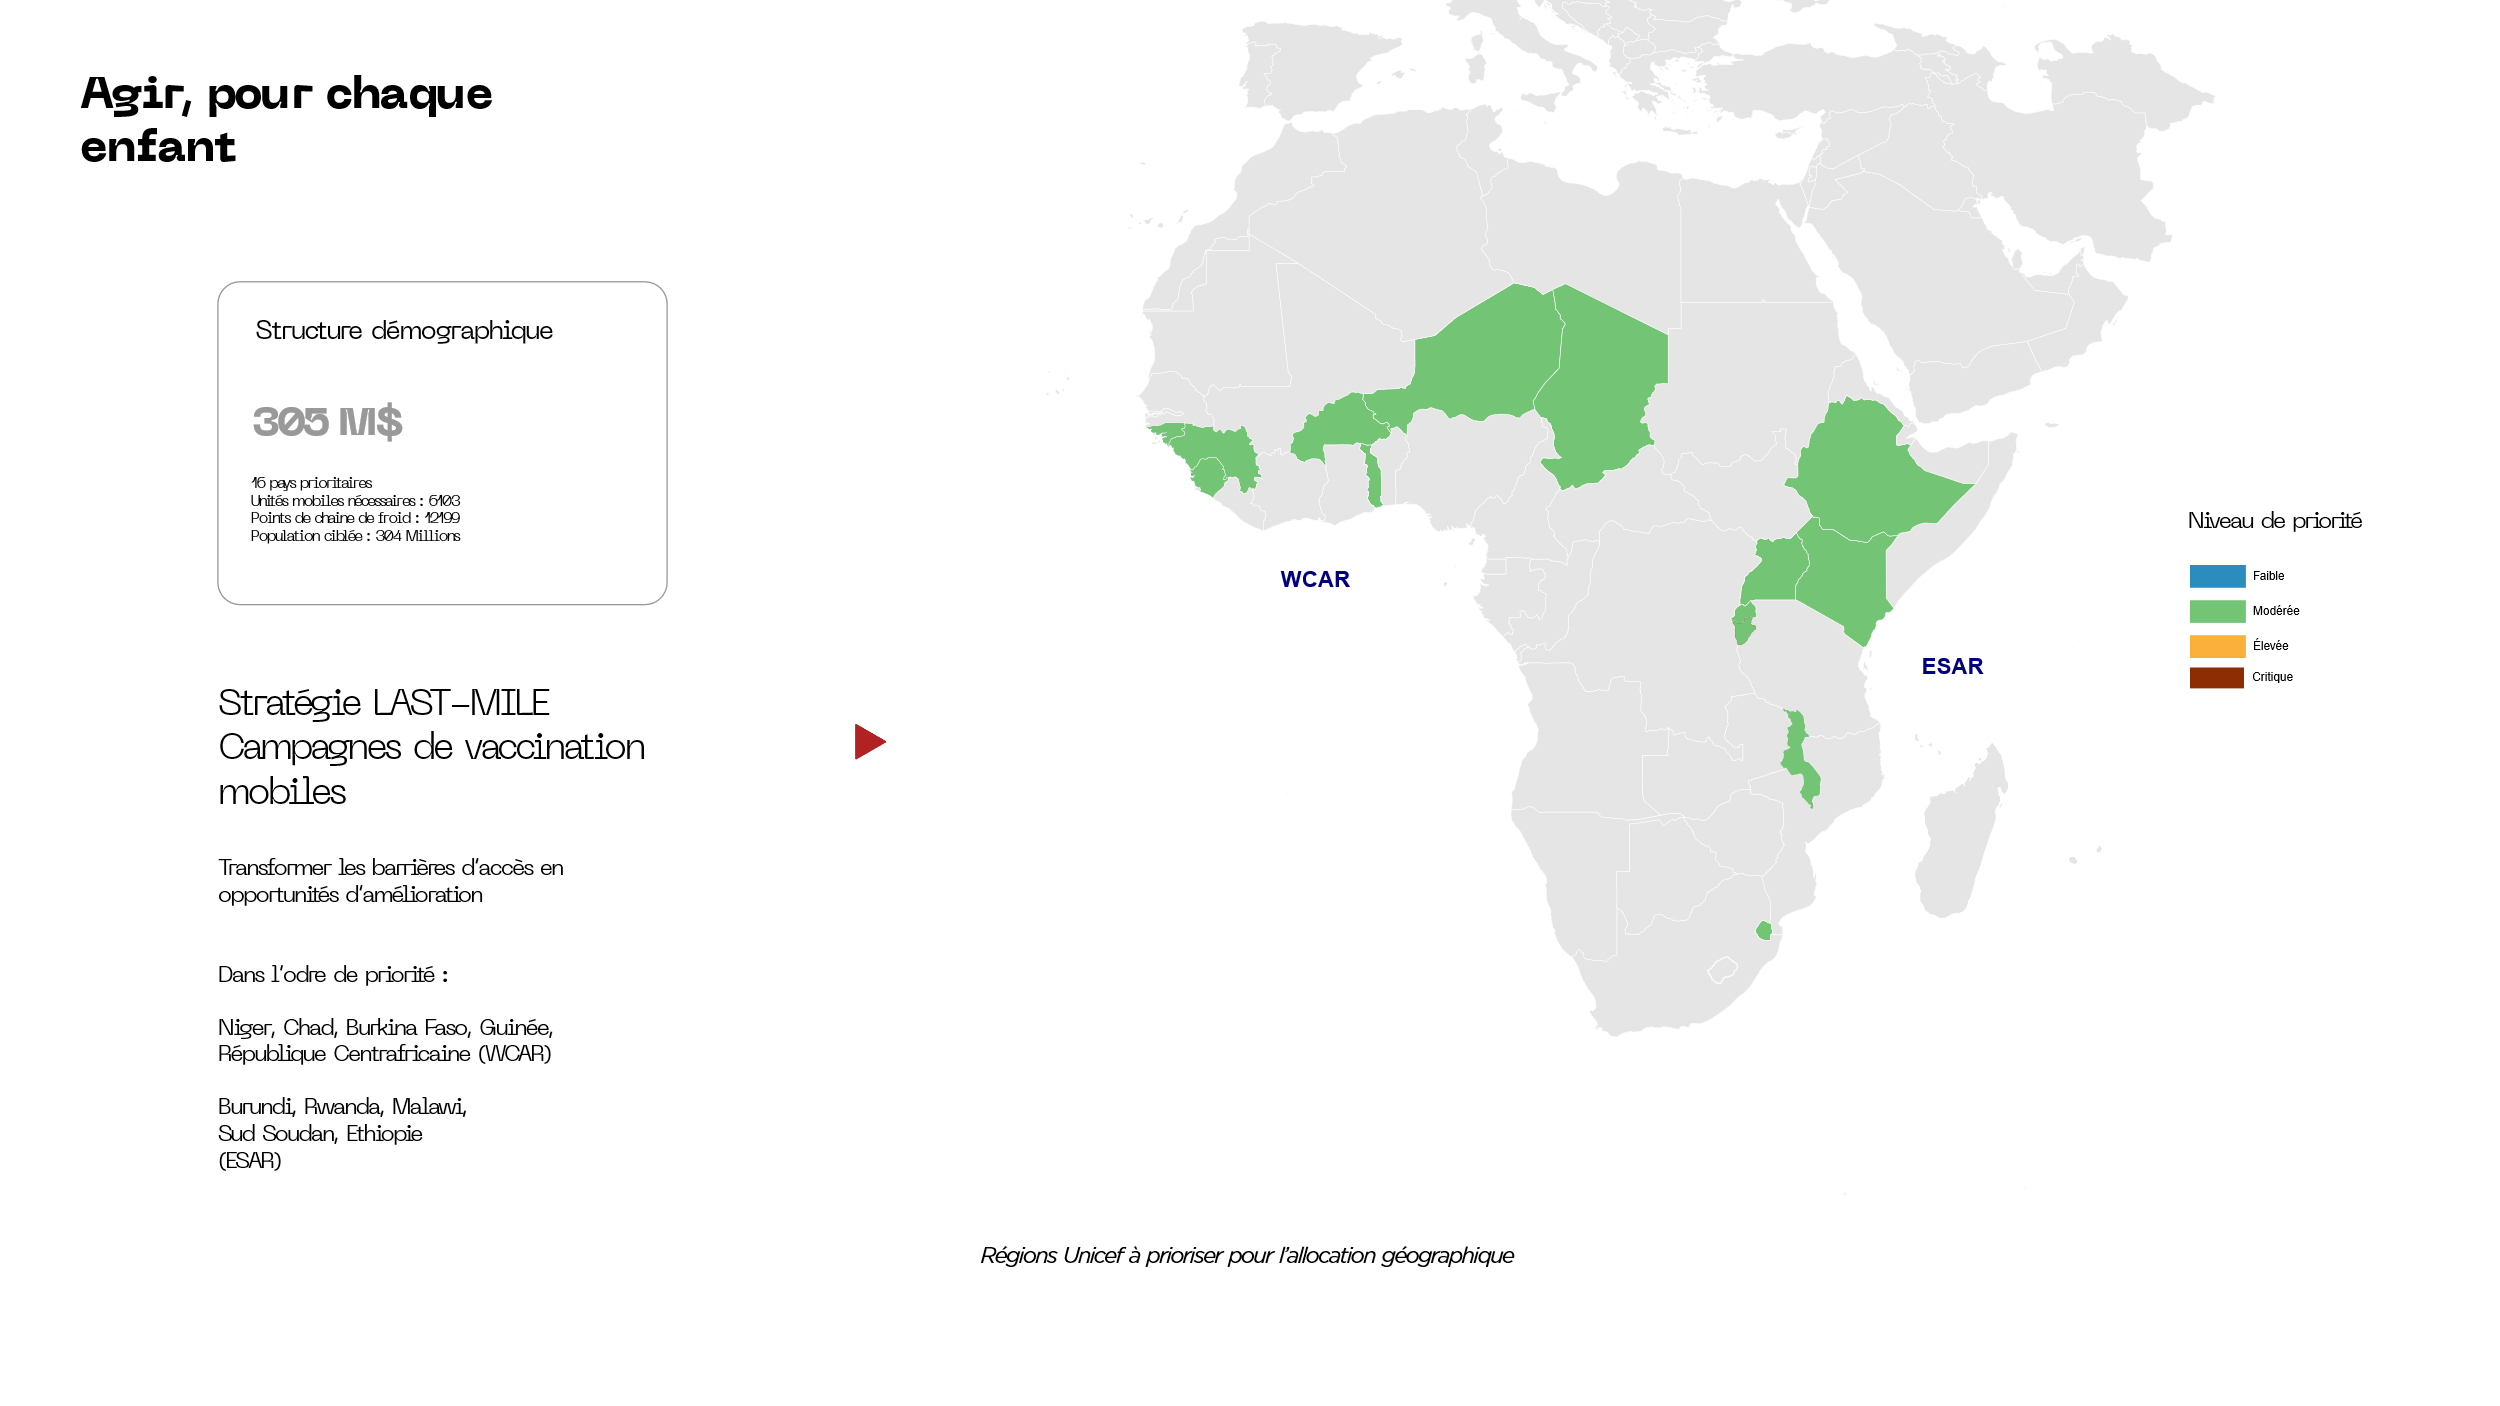 Agir, pour chaque
enfant
Structure démographique
305 M$
16 pays prioritaires
Unités mobiles nécessaires : 6103
Points de chaine de froid : 12199
Population ciblée : 304 Millions
Stratégie LAST-MILE
Campagnes de vaccination
mobiles
Transformer les barrières d'accès en
opportunités d'amélioration
Dans l'odre de priorité :
Niger, Chad, Burkina Faso, Guinée,
République Centrafricaine (WCAR)
Burundi, Rwanda, Malawi,
Sud Soudan, Ethiopie
(ESAR)
WCAR
ESAR
Niveau de priorité
Faible
Modérée
Élevée
Critique
Régions Unicef à prioriser pour l'allocation géographique